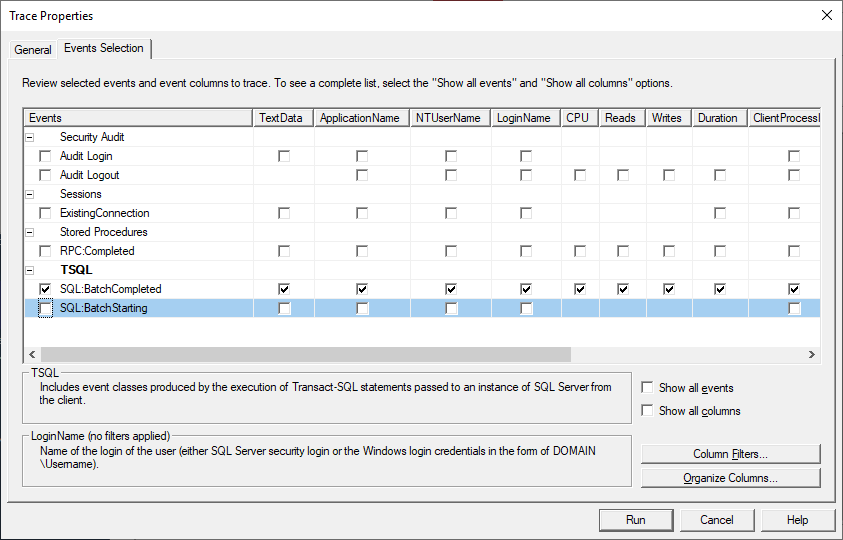 Trace Properties
General
Events Selection
Review selected events and event columns to trace. To see a complete list, select the "Show all events" and "Show all columns" options.
Events TextData ApplicationName NTUserName LoginName CPU Reads Writes Duration
Security Audit
Audit Login
Audit Logout
Sessions
ExistingConnection
Stored Procedures
RPC:Completed
TSQL
SQL:BatchCompleted
SQL:BatchStarting
TSQL
Includes event classes produced by the execution of Transact-SQL statements passed to an instance of SQL Server from
the client.
Show all events
Show all columns
LoginName (no filters applied)
Name of the login of the user (either SQL Server security login or the Windows login credentials in the form of DOMAIN
\Username).
Column Filters...
Organize Columns...
Run Cancel Help